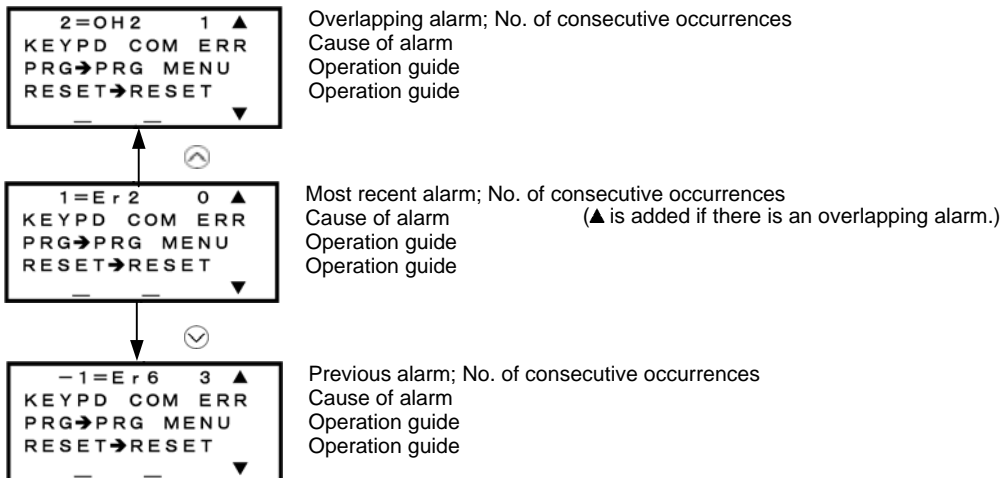 2=OH2 1 ▲
KEYPD COM ERR
PRG➔PRG MENU
RESET➔RESET
▼
Overlapping alarm; No. of consecutive occurrences
Cause of alarm
Operation guide
Operation guide
1=Er2 0 ▲
KEYPD COM ERR
PRG➔PRG MENU
RESET➔RESET
▼
Most recent alarm; No. of consecutive occurrences
Cause of alarm (▲ is added if there is an overlapping alarm.)
Operation guide
Operation guide
−1=Er6 3 ▲
KEYPD COM ERR
PRG➔PRG MENU
RESET➔RESET
▼
Previous alarm; No. of consecutive occurrences
Cause of alarm
Operation guide
Operation guide